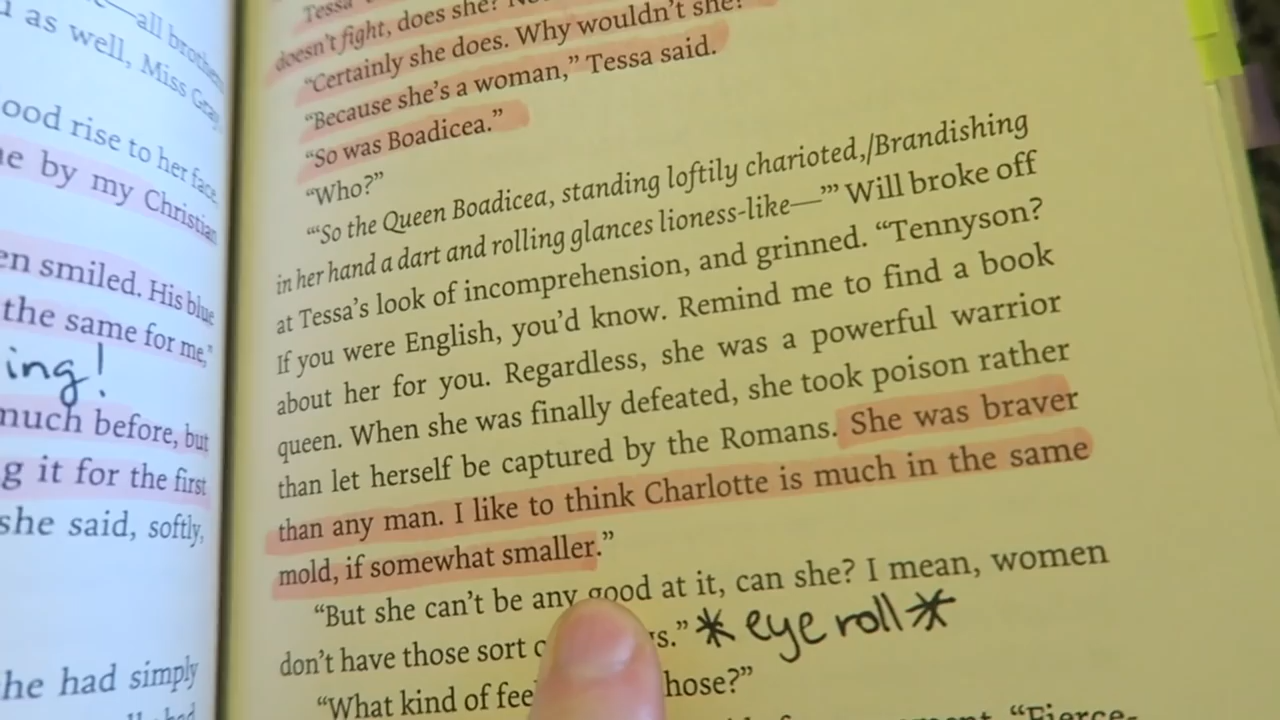 —all brothers
as well, Miss Gray
ood rise to her face
e by my Christian
en smiled. His blue
the same for me,"
ing!
much before, but
g it for the first
she said, softly,
he had simply
Tessa
doesn't fight, does she?
"Certainly she does. Why wouldn't she?
"Because she's a woman," Tessa said.
"So was Boadicea."
"Who?"
"'So the Queen Boadicea, standing loftily charioted,/Brandishing
in her hand a dart and rolling glances lioness-like—'" Will broke off
at Tessa's look of incomprehension, and grinned. "Tennyson?
If you were English, you'd know. Remind me to find a book
about her for you. Regardless, she was a powerful warrior
queen. When she was finally defeated, she took poison rather
than let herself be captured by the Romans. She was braver
than any man. I like to think Charlotte is much in the same
mold, if somewhat smaller."
"But she can't be any good at it, can she? I mean, women
don't have those sort o s." *eye roll*
"What kind of fee hose?"
"Fierce-